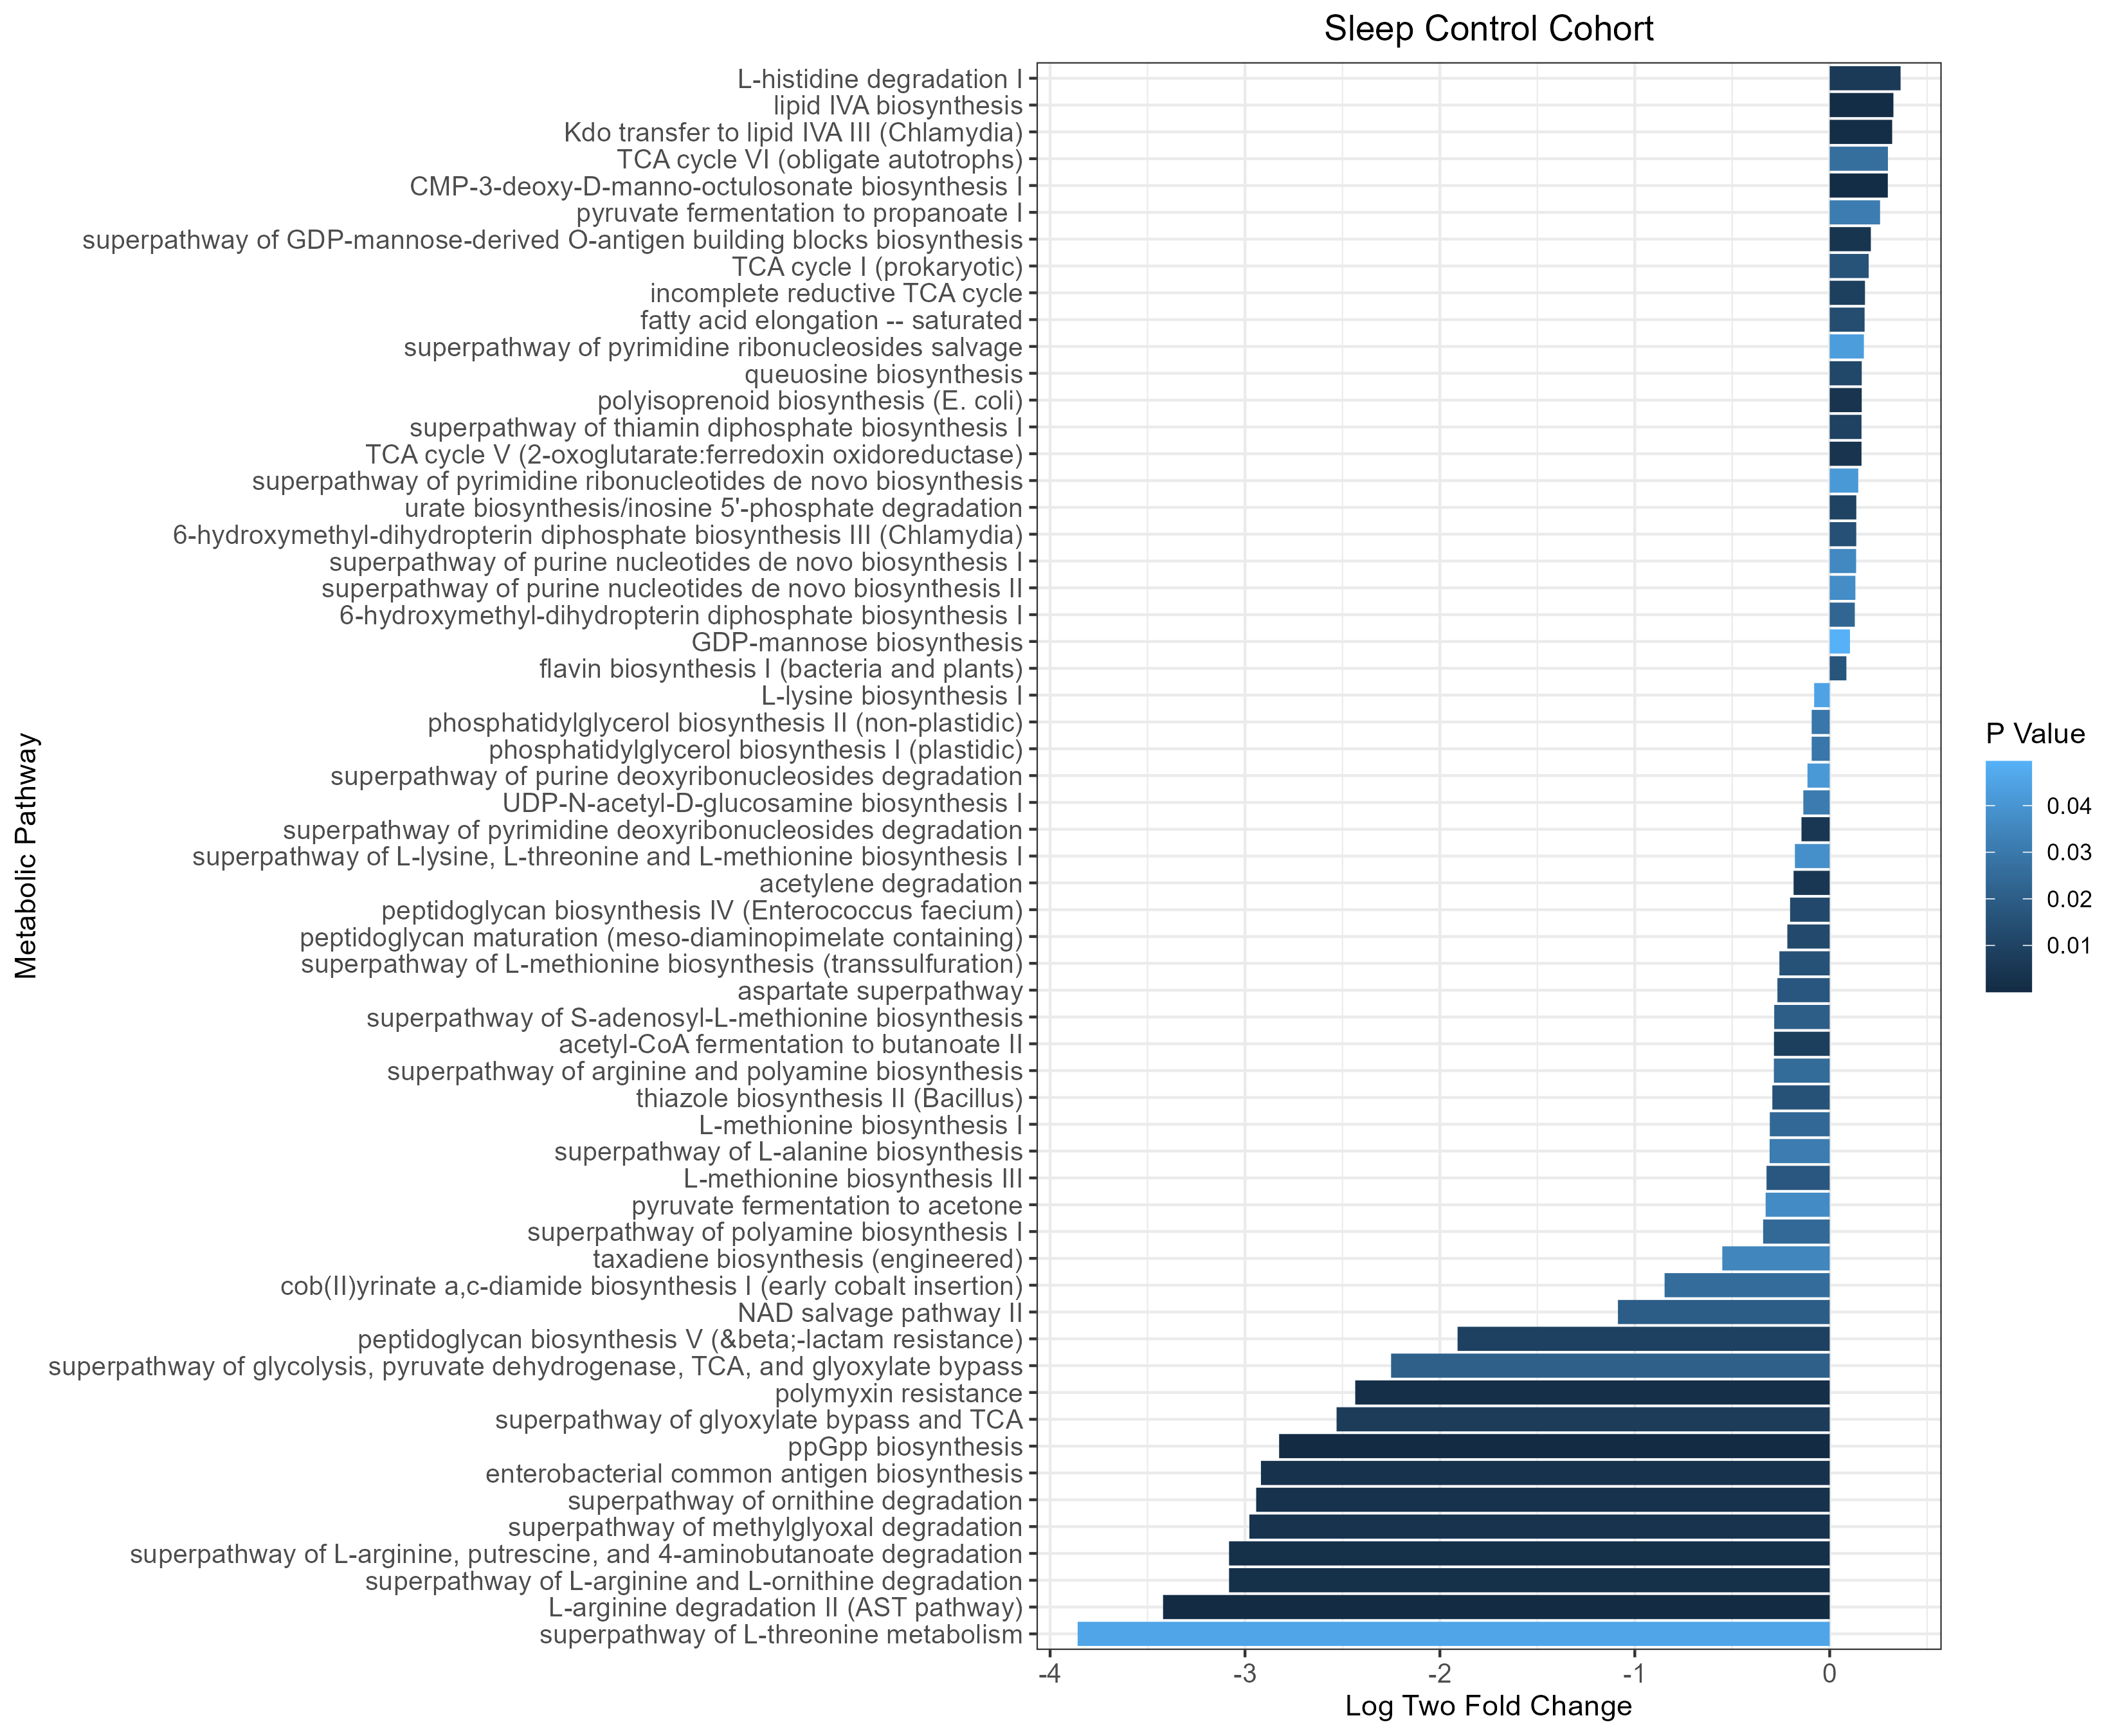 Sleep Control Cohort
L-histidine degradation I
lipid IVA biosynthesis
Kdo transfer to lipid IVA III (Chlamydia)
TCA cycle VI (obligate autotrophs)
CMP-3-deoxy-D-manno-octulosonate biosynthesis I
pyruvate fermentation to propanoate I
superpathway of GDP-mannose-derived O-antigen building blocks biosynthesis
TCA cycle I (prokaryotic)
incomplete reductive TCA cycle
fatty acid elongation -- saturated
superpathway of pyrimidine ribonucleosides salvage
queuosine biosynthesis
polyisoprenoid biosynthesis (E. coli)
superpathway of thiamin diphosphate biosynthesis I
TCA cycle V (2-oxoglutarate:ferredoxin oxidoreductase)
superpathway of pyrimidine ribonucleotides de novo biosynthesis
urate biosynthesis/inosine 5'-phosphate degradation
6-hydroxymethyl-dihydropterin diphosphate biosynthesis III (Chlamydia)
superpathway of purine nucleotides de novo biosynthesis I
superpathway of purine nucleotides de novo biosynthesis II
6-hydroxymethyl-dihydropterin diphosphate biosynthesis I
GDP-mannose biosynthesis
flavin biosynthesis I (bacteria and plants)
L-lysine biosynthesis I
phosphatidylglycerol biosynthesis II (non-plastidic)
phosphatidylglycerol biosynthesis I (plastidic)
superpathway of purine deoxyribonucleosides degradation
UDP-N-acetyl-D-glucosamine biosynthesis I
superpathway of pyrimidine deoxyribonucleosides degradation
superpathway of L-lysine, L-threonine and L-methionine biosynthesis I
acetylene degradation
peptidoglycan biosynthesis IV (Enterococcus faecium)
peptidoglycan maturation (meso-diaminopimelate containing)
superpathway of L-methionine biosynthesis (transsulfuration)
aspartate superpathway
superpathway of S-adenosyl-L-methionine biosynthesis
acetyl-CoA fermentation to butanoate II
superpathway of arginine and polyamine biosynthesis
thiazole biosynthesis II (Bacillus)
L-methionine biosynthesis I
superpathway of L-alanine biosynthesis
L-methionine biosynthesis III
pyruvate fermentation to acetone
superpathway of polyamine biosynthesis I
taxadiene biosynthesis (engineered)
cob(II)yrinate a,c-diamide biosynthesis I (early cobalt insertion)
NAD salvage pathway II
peptidoglycan biosynthesis V (&beta;-lactam resistance)
superpathway of glycolysis, pyruvate dehydrogenase, TCA, and glyoxylate bypass
polymyxin resistance
superpathway of glyoxylate bypass and TCA
ppGpp biosynthesis
enterobacterial common antigen biosynthesis
superpathway of ornithine degradation
superpathway of methylglyoxal degradation
superpathway of L-arginine, putrescine, and 4-aminobutanoate degradation
superpathway of L-arginine and L-ornithine degradation
L-arginine degradation II (AST pathway)
superpathway of L-threonine metabolism
Metabolic Pathway
-4 -3 -2 -1 0
Log Two Fold Change
P Value
0.04
0.03
0.02
0.01